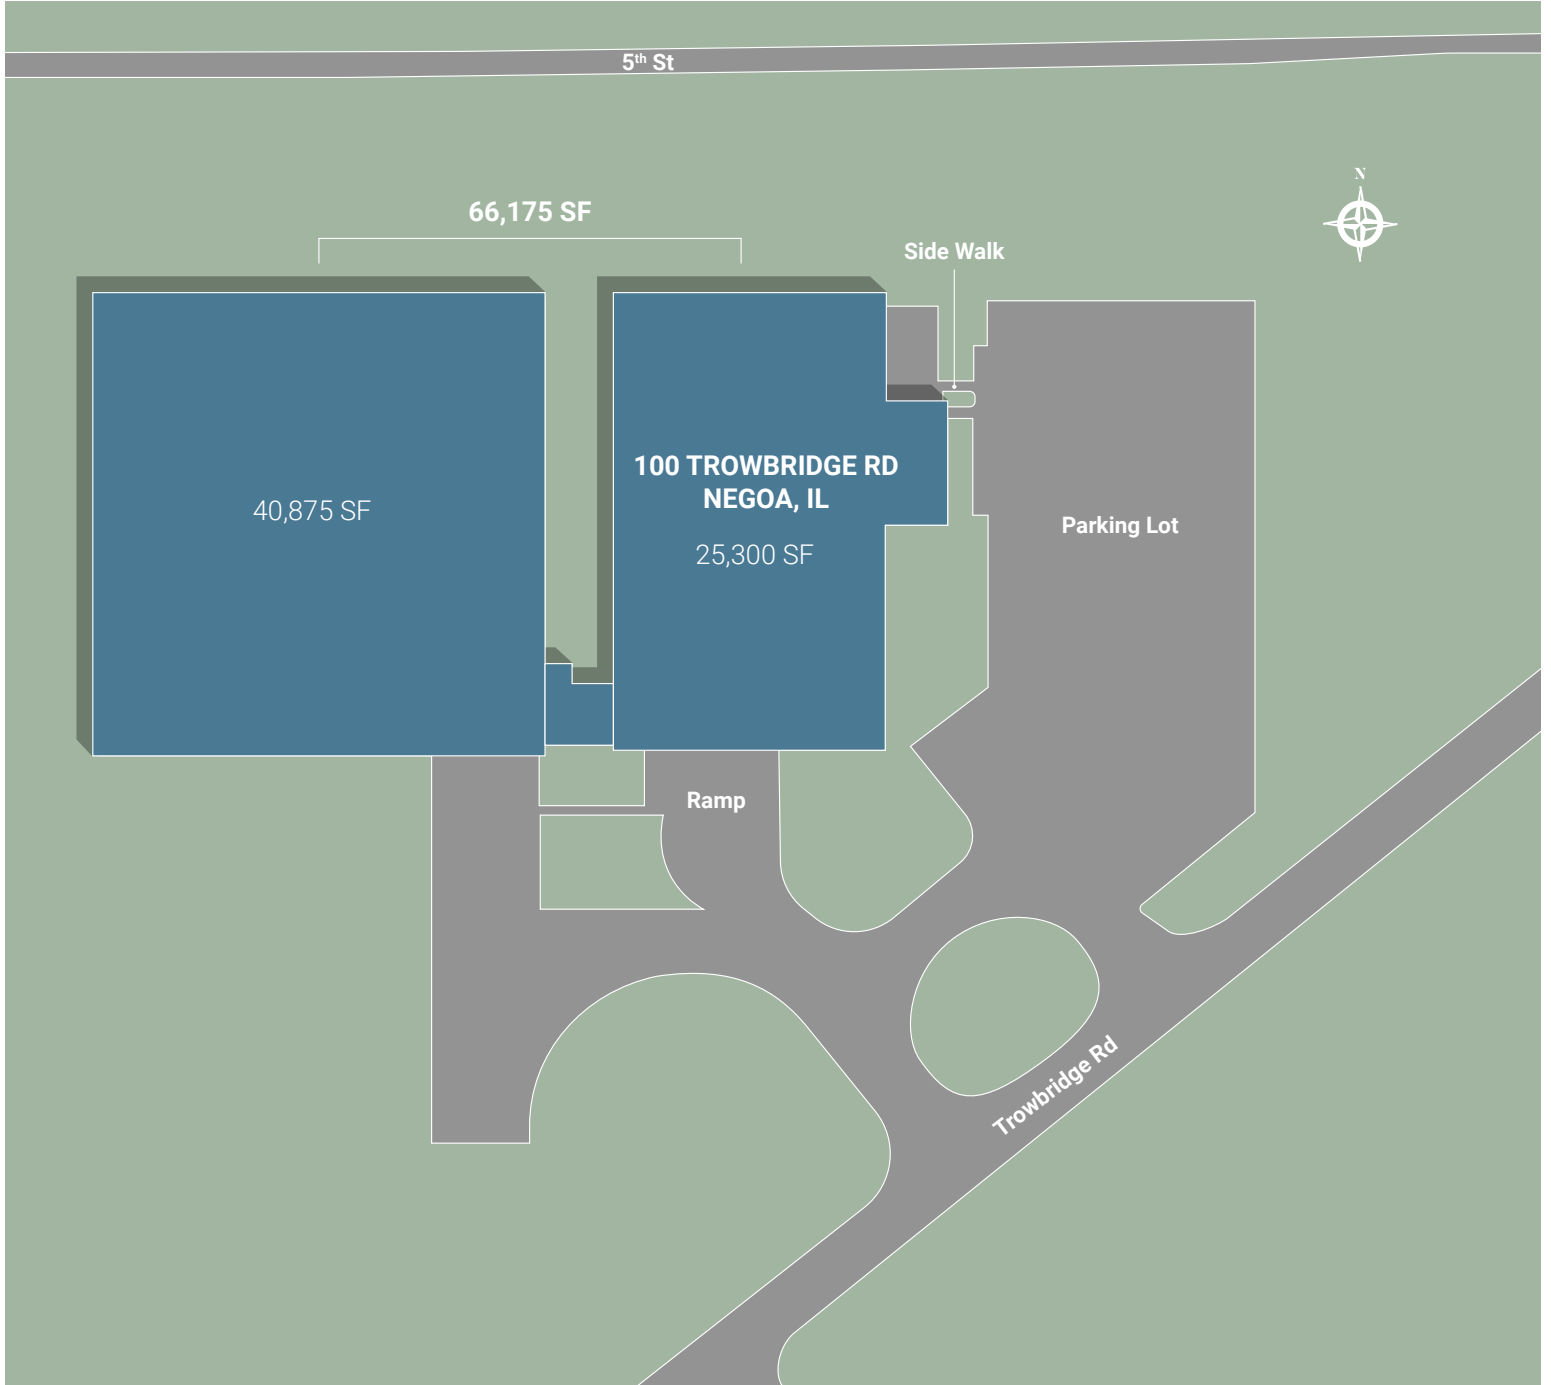 5th St
N
66,175 SF
Side Walk
100 TROWBRIDGE RD
NEGOA, IL
40,875 SF
25,300 SF
Parking Lot
Ramp
Trowbridge Rd